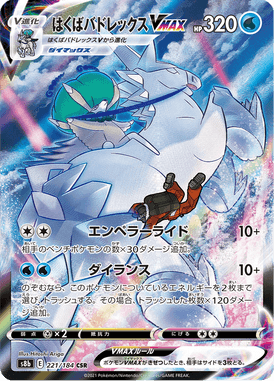 V進化
はくばバドレックスVMAX HP320
はくばバドレックスVから進化
ダイマックス
エンペラーライド 10+
相手のベンチポケモンの数×30ダメージ追加。
ダイランス 10+
のぞむなら、このポケモンについているエネルギーを2枚まで
選び、トラッシュする。その場合、トラッシュした枚数×120ダメ
ージ追加。
弱点 ×2 抵抗力 にげる
VMAXルール
ポケモンVMAXがきぜつしたとき、相手はサイドを3枚とる。
Illus. Hitoshi Ariga
s8b E 221/184 CSR
©2021 Pokémon/Nintendo/Creatures/GAME FREAK.